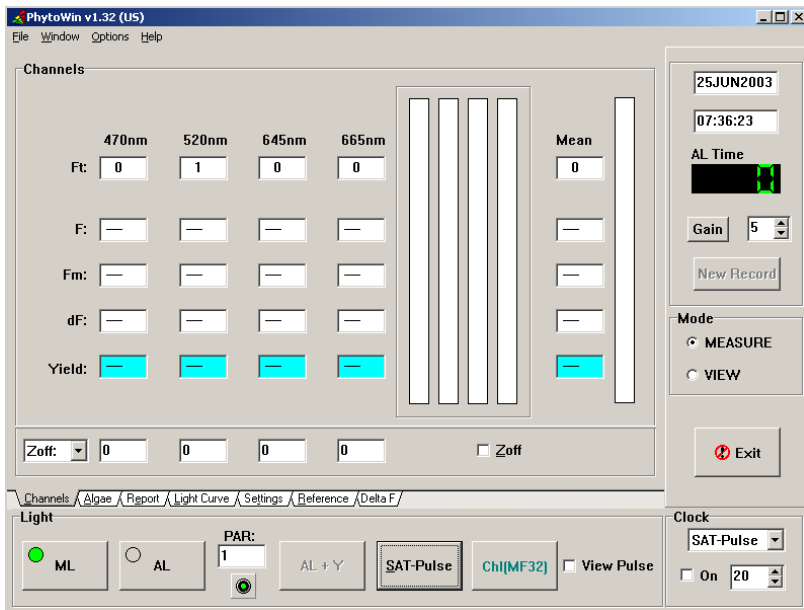 PhytoWin v1.32 (US)
File Window Options Help
Channels
470nm 520nm 645nm 665nm Mean
Ft: 0 1 0 0 0
F: — — — — —
Fm: — — — — —
dF: — — — — —
Yield: — — — — —
Zoff: 0 0 0 0 Zoff
Channels Algae Report Light Curve Settings Reference Delta F
25JUN2003
07:36:23
AL Time
0
Gain 5
New Record
Mode
MEASURE
VIEW
Exit
Light
ML AL PAR: 1 AL + Y SAT-Pulse Chl(MF32) View Pulse
Clock
SAT-Pulse
On 20